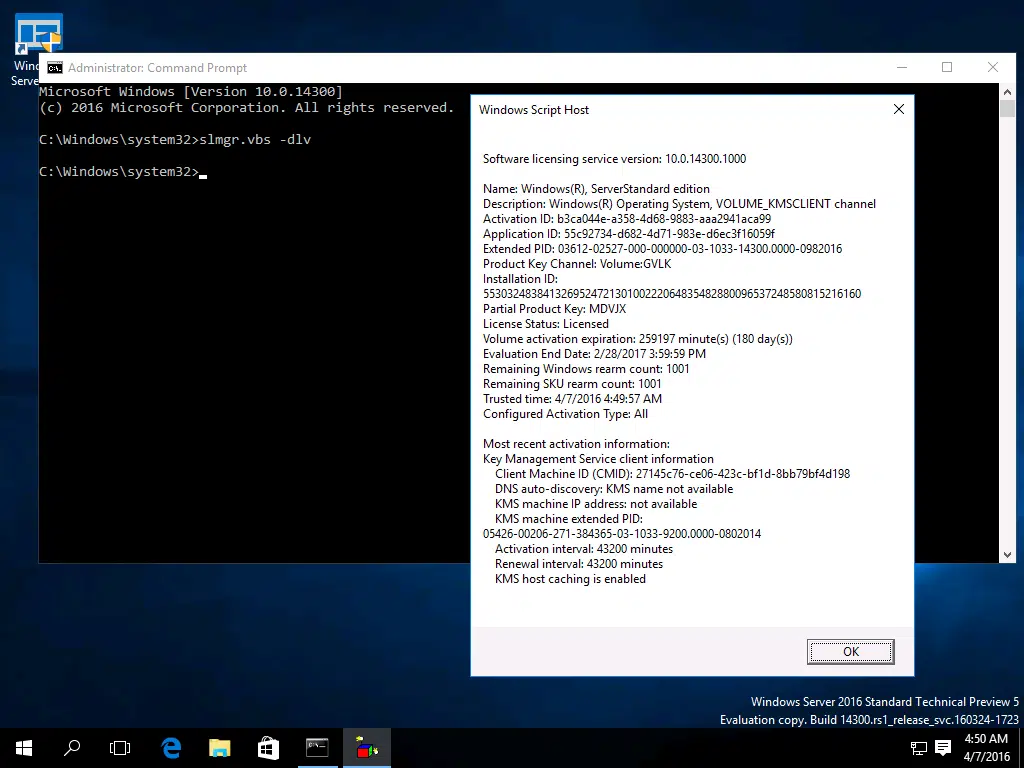 Wind
Serve
Administrator: Command Prompt
Microsoft Windows [Version 10.0.14300]
(c) 2016 Microsoft Corporation. All rights reserved.
C:\Windows\system32>slmgr.vbs -dlv
C:\Windows\system32>
Windows Script Host
Software licensing service version: 10.0.14300.1000
Name: Windows(R), ServerStandard edition
Description: Windows(R) Operating System, VOLUME_KMSCLIENT channel
Activation ID: b3ca044e-a358-4d68-9883-aaa2941aca99
Application ID: 55c92734-d682-4d71-983e-d6ec3f16059f
Extended PID: 03612-02527-000-000000-03-1033-14300.0000-0982016
Product Key Channel: Volume:GVLK
Installation ID:
553032483841326952472130100222064835482880096537248580815216160
Partial Product Key: MDVJX
License Status: Licensed
Volume activation expiration: 259197 minute(s) (180 day(s))
Evaluation End Date: 2/28/2017 3:59:59 PM
Remaining Windows rearm count: 1001
Remaining SKU rearm count: 1001
Trusted time: 4/7/2016 4:49:57 AM
Configured Activation Type: All
Most recent activation information:
Key Management Service client information
Client Machine ID (CMID): 27145c76-ce06-423c-bf1d-8bb79bf4d198
DNS auto-discovery: KMS name not available
KMS machine IP address: not available
KMS machine extended PID:
05426-00206-271-384365-03-1033-9200.0000-0802014
Activation interval: 43200 minutes
Renewal interval: 43200 minutes
KMS host caching is enabled
OK
Windows Server 2016 Standard Technical Preview 5
Evaluation copy. Build 14300.rs1_release_svc.160324-1723
4:50 AM
4/7/2016